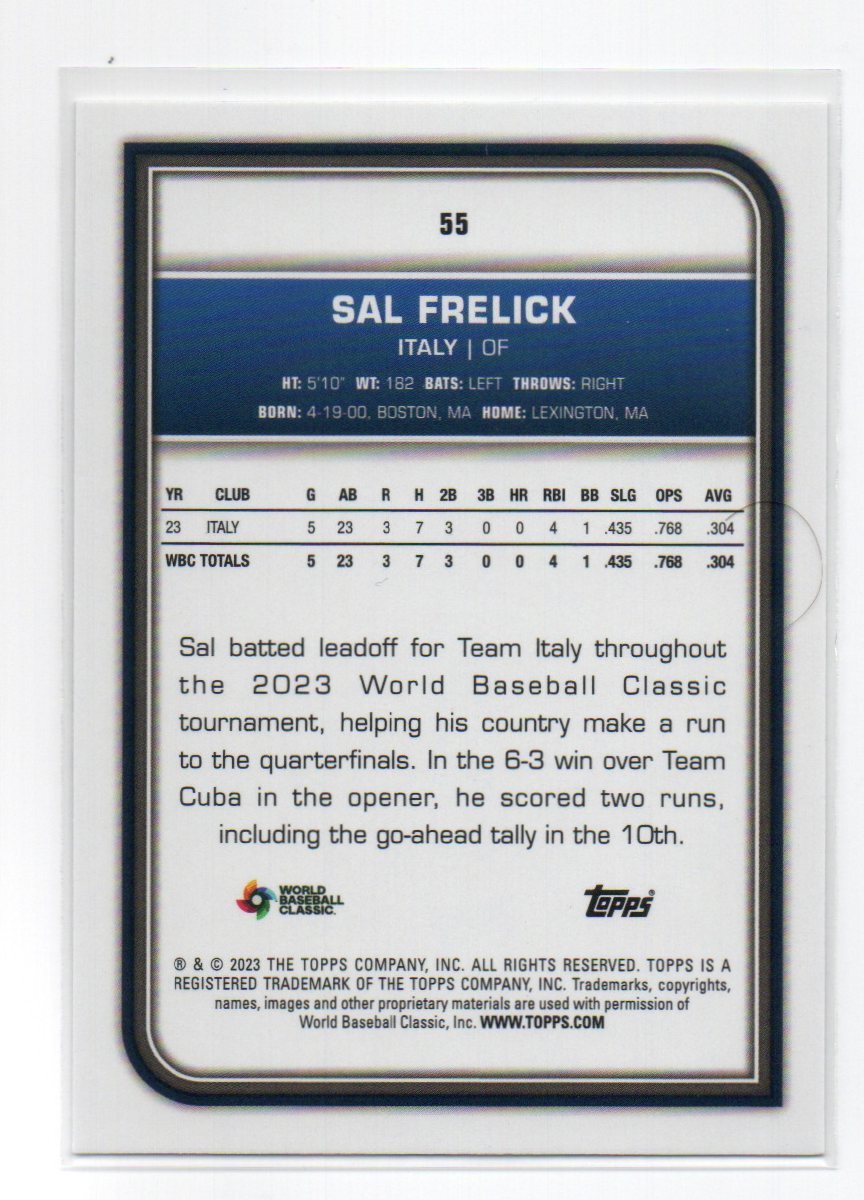 55
SAL FRELICK
ITALY | OF
HT: 5'10" WT: 182 BATS: LEFT THROWS: RIGHT
BORN: 4-19-00, BOSTON, MA HOME: LEXINGTON, MA
YR CLUB G AB R H 2B 3B HR RBI BB SLG OPS AVG
23 ITALY 5 23 3 7 3 0 0 4 1 .435 .768 .304
WBC TOTALS 5 23 3 7 3 0 0 4 1 .435 .768 .304
Sal batted leadoff for Team Italy throughout
the 2023 World Baseball Classic
tournament, helping his country make a run
to the quarterfinals. In the 6-3 win over Team
Cuba in the opener, he scored two runs,
including the go-ahead tally in the 10th.
WORLD
BASEBALL
CLASSIC.
Topps®
® & © 2023 THE TOPPS COMPANY, INC. ALL RIGHTS RESERVED. TOPPS IS A
REGISTERED TRADEMARK OF THE TOPPS COMPANY, INC. Trademarks, copyrights,
names, images and other proprietary materials are used with permission of
World Baseball Classic, Inc. WWW.TOPPS.COM